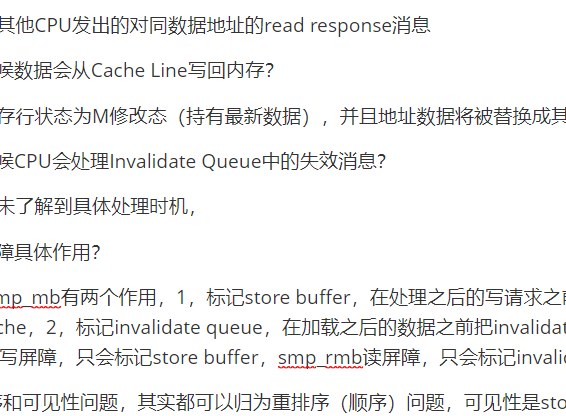 其他CPU发出的对同数据地址的read response消息
候数据会从Cache Line写回内存?
存行状态为M修改态（持有最新数据），并且地址数据将被替换成其
候CPU会处理Invalidate Queue中的失效消息?
未了解到具体处理时机，
障具体作用?
mp_mb有两个作用，1，标记store buffer，在处理之后的写请求之前
che，2，标记invalidate queue，在加载之后的数据之前把invalidat
写屏障，只会标记store buffer，smp_rmb读屏障，只会标记invalid
和可见性问题，其实都可以归为重排序（顺序）问题，可见性是sto